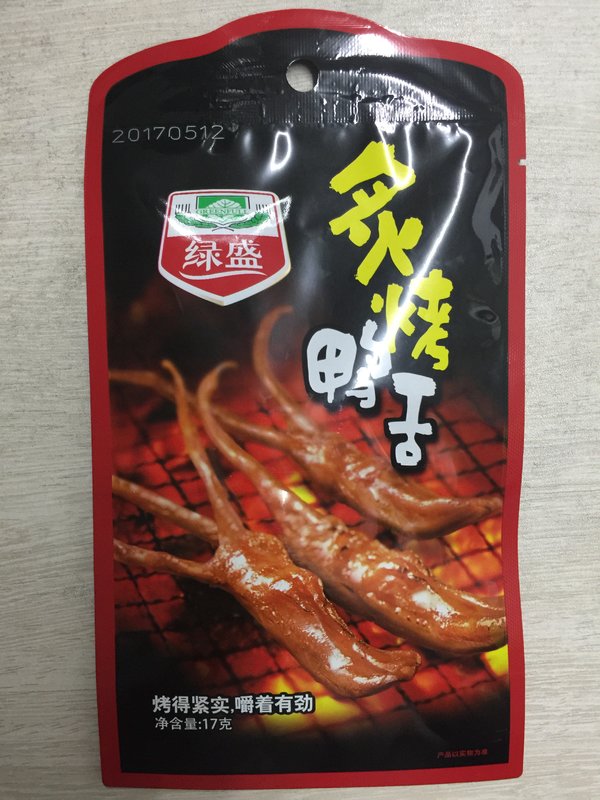 20170512
GREENFULL
绿盛
炙烤
鸭舌
烤得紧实,嚼着有劲
净含量:17克
产品以实物为准